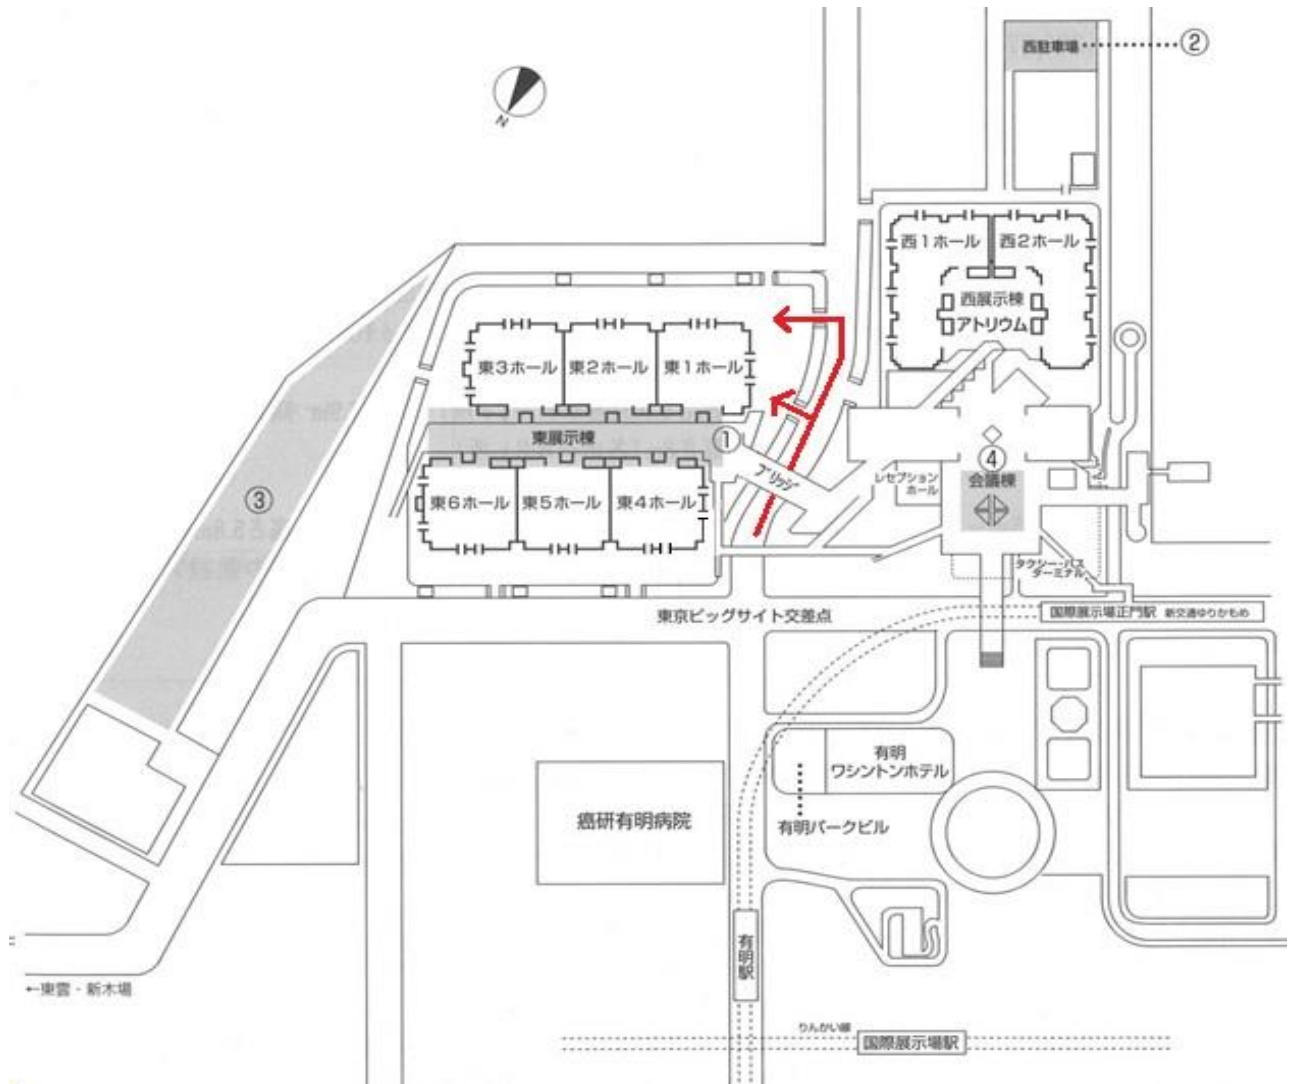 西駐車場
②
N
西1ホール
西2ホール
西展示棟
アトリウム
東3ホール
東2ホール
東1ホール
東展示棟
①
ブリッジ
レセプション
ホール
④
会議棟
③
東6ホール
東5ホール
東4ホール
タクシー・バス
ターミナル
東京ビッグサイト交差点
国際展示場正門駅 新交通ゆりかもめ
有明
ワシントンホテル
癌研有明病院
有明パークビル
有明駅
←東雲・新木場
りんかい線
国際展示場駅